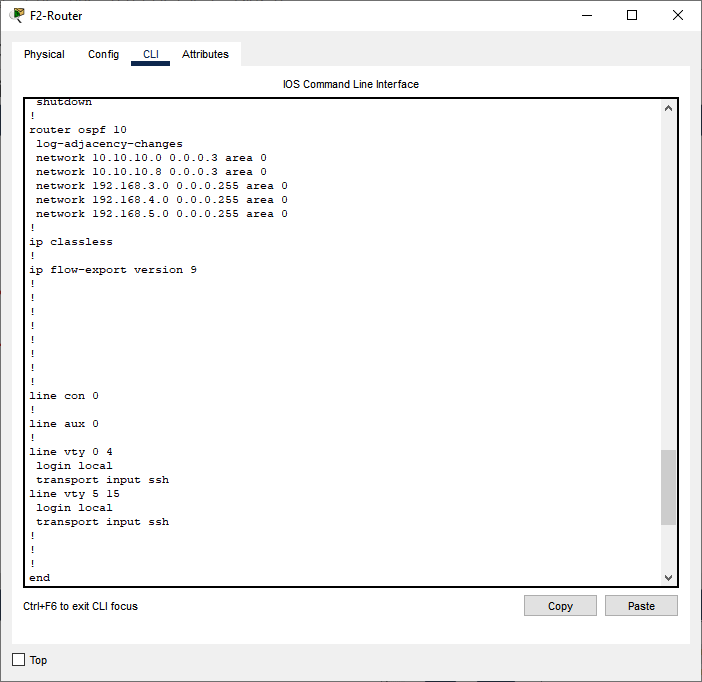 F2-Router
Physical Config CLI Attributes
IOS Command Line Interface
shutdown
!
router ospf 10
log-adjacency-changes
network 10.10.10.0 0.0.0.3 area 0
network 10.10.10.8 0.0.0.3 area 0
network 192.168.3.0 0.0.0.255 area 0
network 192.168.4.0 0.0.0.255 area 0
network 192.168.5.0 0.0.0.255 area 0
!
ip classless
!
ip flow-export version 9
!
!
!
!
!
!
!
!
line con 0
!
line aux 0
!
line vty 0 4
login local
transport input ssh
line vty 5 15
login local
transport input ssh
!
!
!
end
Ctrl+F6 to exit CLI focus
Copy Paste
Top